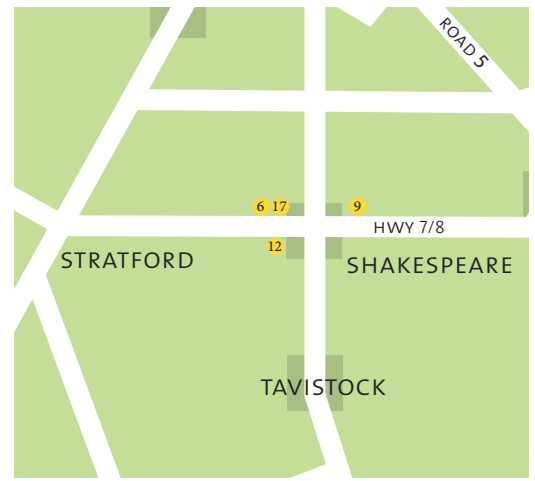 ROAD 5
6 17 9
HWY 7/8
12
STRATFORD
SHAKESPEARE
TAVISTOCK